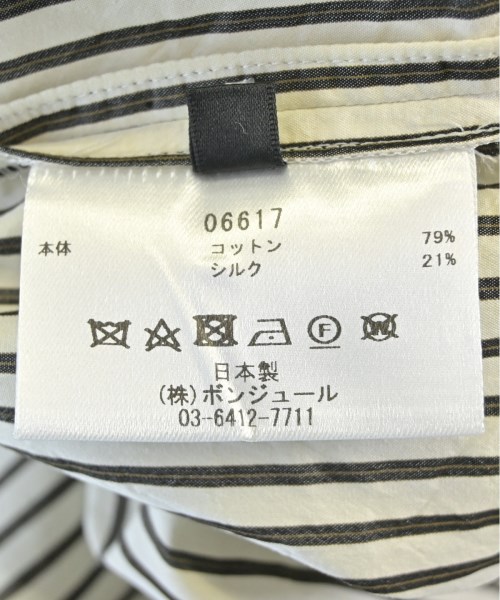 06617
本体 コットン 79%
シルク 21%
F W
日本製
(株)ボンジュール
03-6412-7711